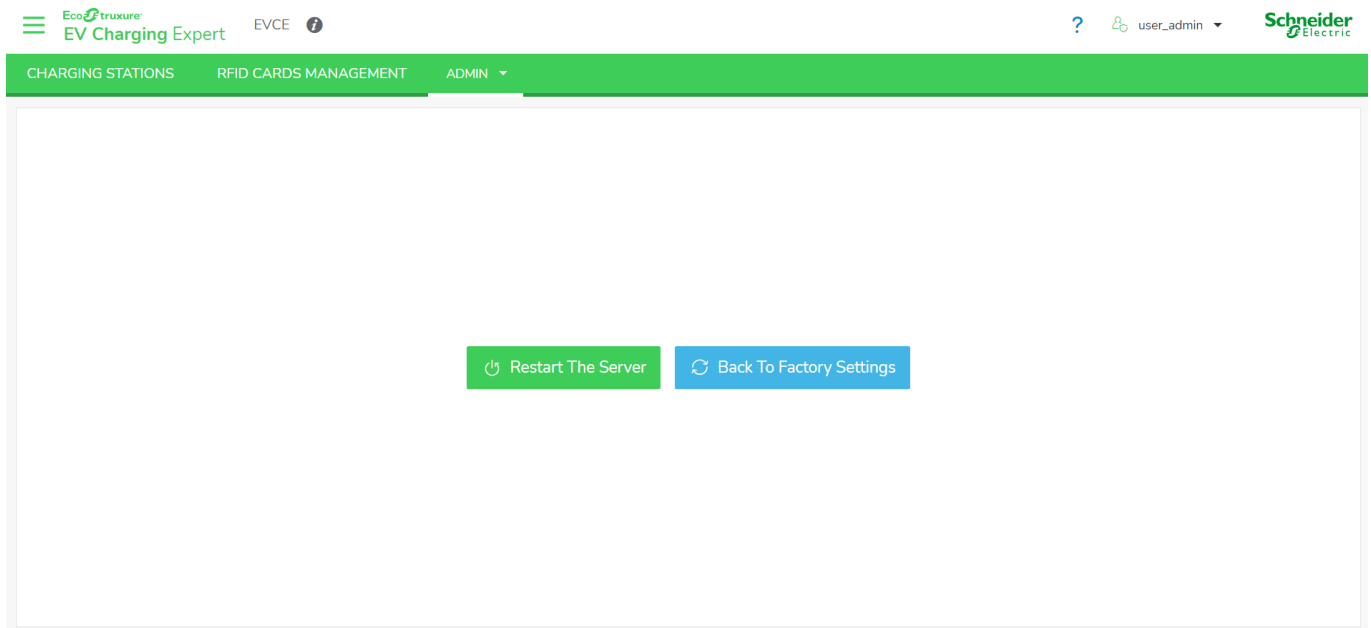 EcoStruxure
EV Charging Expert
EVCE
?
user_admin
Schneider
Electric
CHARGING STATIONS
RFID CARDS MANAGEMENT
ADMIN
Restart The Server
Back To Factory Settings